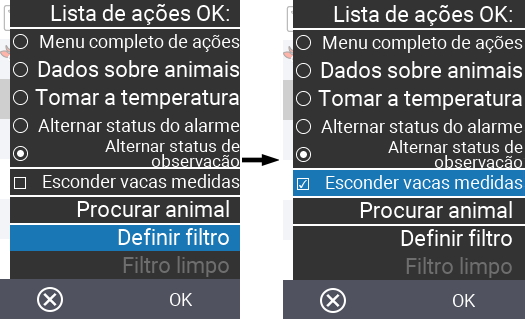 Lista de ações OK:
Menu completo de ações
Dados sobre animais
Tomar a temperatura
Alternar status do alarme
Alternar status de
observação
Esconder vacas medidas
Procurar animal
Definir filtro
Filtro limpo
OK
Lista de ações OK:
Menu completo de ações
Dados sobre animais
Tomar a temperatura
Alternar status do alarme
Alternar status de
observação
Esconder vacas medidas
Procurar animal
Definir filtro
Filtro limpo
OK